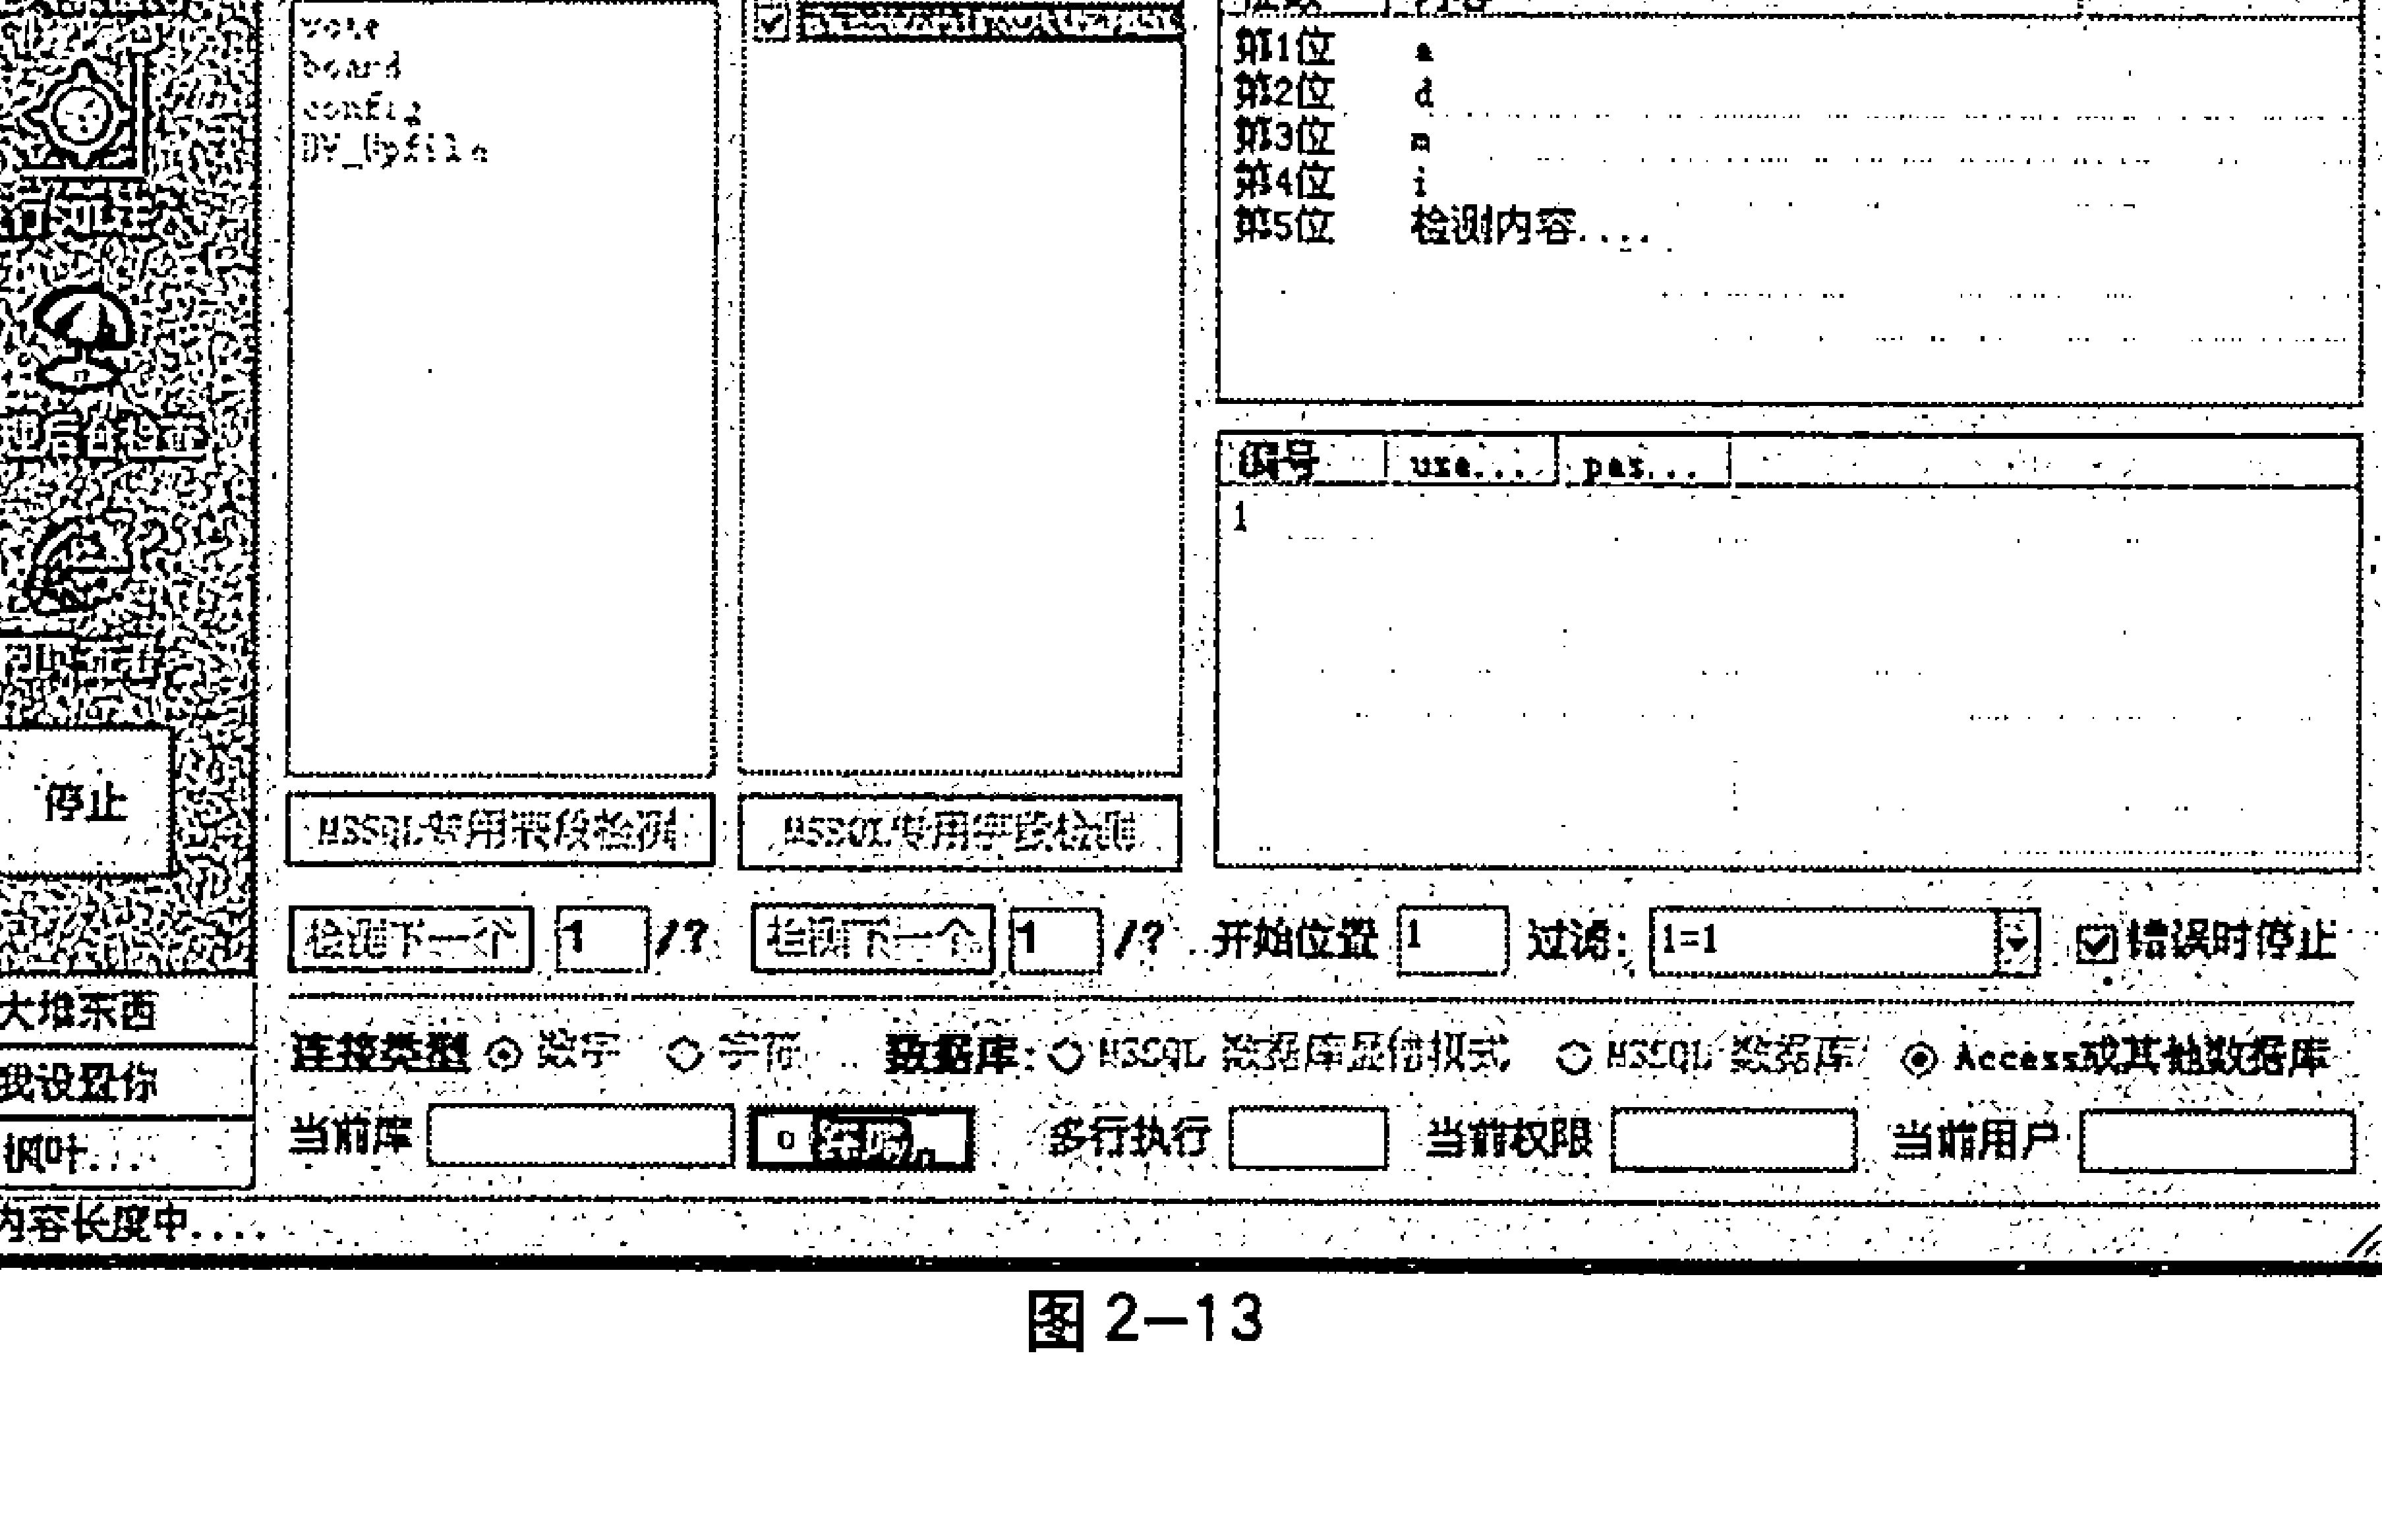 vote
board
config
DV_Upfile
第1位 a
第2位 d
第3位 m
第4位 i
第5位 检测内容....
编号 use... pas...
1
停止
MSSQL专用表段检测 MSSQL专用字段检测
检测下一个 1 /? 检测下一个 1 /? 开始位置 1 过滤: 1=1 错误时停止
大堆东西
连接类型 数字 字符 数据库: MSSQL 数据库显错模式 MSSQL 数据库 Access或其他数据库
我设置你
当前库 多行执行 当前权限 当前用户
枫叶...
内容长度中....
图2-13